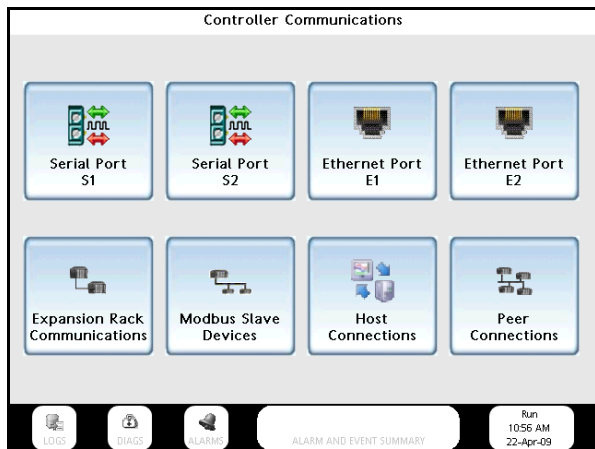 Controller Communications
Serial Port
S1
Serial Port
S2
Ethernet Port
E1
Ethernet Port
E2
Expansion Rack
Communications
Modbus Slave
Devices
Host
Connections
Peer
Connections
LOGS
DIAGS
ALARMS
ALARM AND EVENT SUMMARY
Run
10:56 AM
22-Apr-09